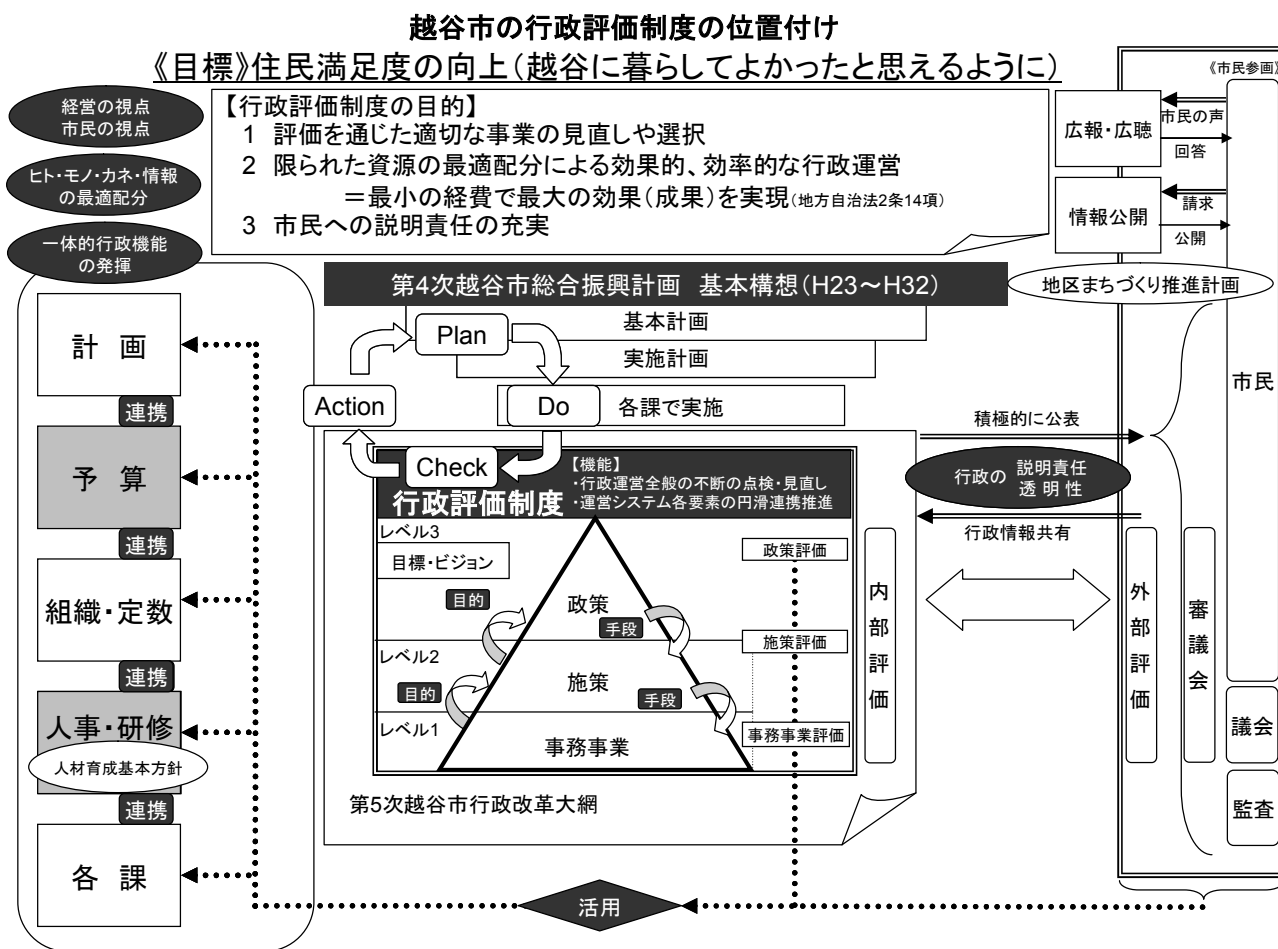 越谷市の行政評価制度の位置付け
《目標》住民満足度の向上（越谷に暮らしてよかったと思えるように）
経営の視点
市民の視点
ヒト・モノ・カネ・情報
の最適配分
一体的行政機能
の発揮
【行政評価制度の目的】
1 評価を通じた適切な事業の見直しや選択
2 限られた資源の最適配分による効果的、効率的な行政運営
＝最小の経費で最大の効果（成果）を実現（地方自治法2条14項）
3 市民への説明責任の充実
《市民参画》
広報・広聴
市民の声
回答
情報公開
請求
公開
地区まちづくり推進計画
第4次越谷市総合振興計画 基本構想（H23～H32）
基本計画
実施計画
各課で実施
Plan
Do
Check
Action
計 画
連携
予 算
連携
組織・定数
連携
人事・研修
人材育成基本方針
連携
各 課
行政評価制度
【機能】
・行政運営全般の不断の点検・見直し
・運営システム各要素の円滑連携推進
レベル3
目標・ビジョン
政策評価
目的
政策
手段
レベル2
施策評価
目的
施策
手段
レベル1
事務事業
事務事業評価
内部評価
第5次越谷市行政改革大綱
積極的に公表
行政の 説明責任
透明性
行政情報共有
外部評価
審議会
市民
議会
監査
活用